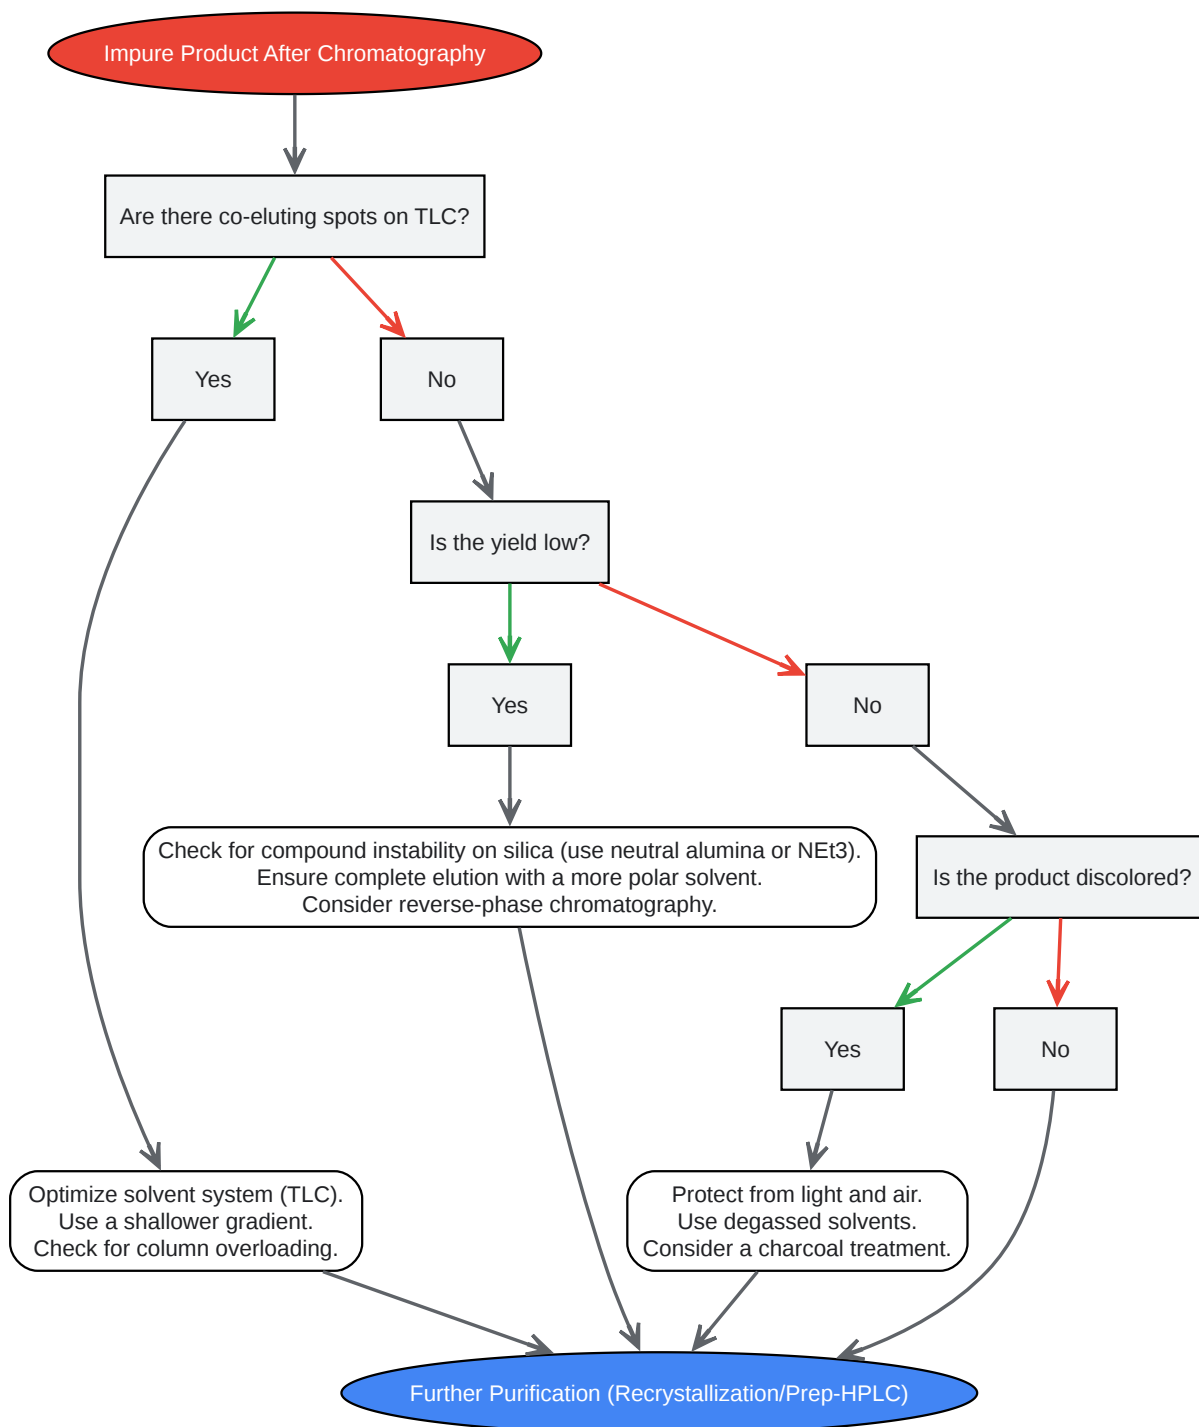 Impure Product After Chromatography
Are there co-eluting spots on TLC?
Yes
No
Is the yield low?
Yes
No
Check for compound instability on silica (use neutral alumina or NEt3).
Ensure complete elution with a more polar solvent.
Consider reverse-phase chromatography.
Is the product discolored?
Yes
No
Optimize solvent system (TLC).
Use a shallower gradient.
Check for column overloading.
Protect from light and air.
Use degassed solvents.
Consider a charcoal treatment.
Further Purification (Recrystallization/Prep-HPLC)